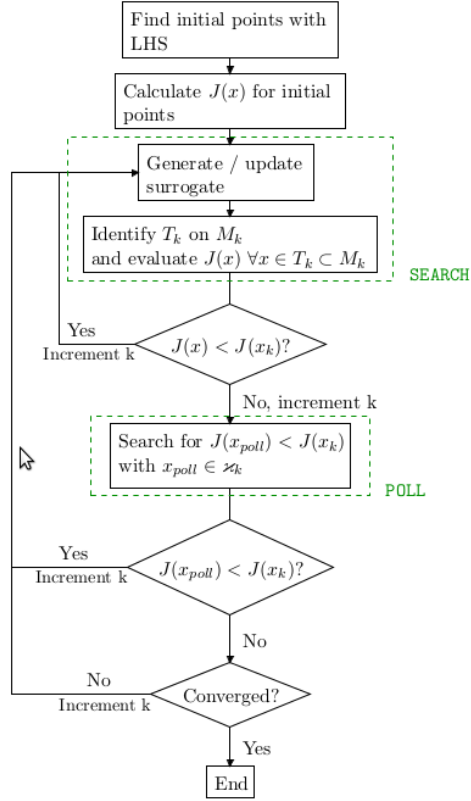 Find initial points with
LHS
Calculate J(x) for initial
points
Generate / update
surrogate
Identify T_k on M_k
and evaluate J(x) ∀x ∈ T_k ⊂ M_k
SEARCH
J(x) < J(x_k)?
Yes
Increment k
No, increment k
Search for J(x_poll) < J(x_k)
with x_poll ∈ ϰ_k
POLL
J(x_poll) < J(x_k)?
Yes
Increment k
No
Converged?
No
Increment k
Yes
End